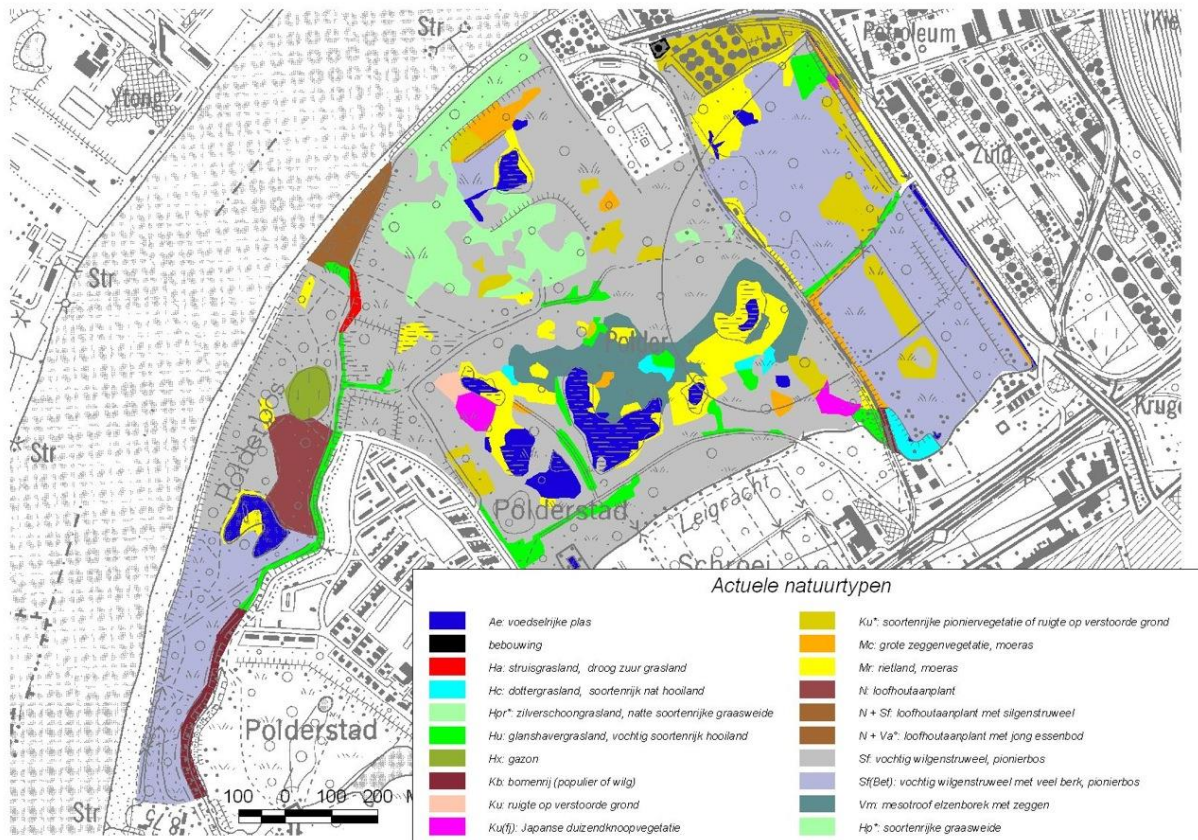 Str
Petroleum
Ytong
Zuid
Str
Polder
Str
Polderstad
Leigracht
Schroei
Actuele natuurtypen
Ae: voedselrijke plas
bebouwing
Ha: struisgrasland, droog zuur grasland
Hc: dottergrasland, soortenrijk nat hooiland
Hpr*: zilverschoongrasland, natte soortenrijke graasweide
Hu: glanshavergrasland, vochtig soortenrijk hooiland
Hx: gazon
Kb: bomenrij (populier of wilg)
Ku: ruigte op verstoorde grond
Ku(fj): Japanse duizendknoopvegetatie
Ku*: soortenrijke pioniervegetatie of ruigte op verstoorde grond
Mc: grote zeggenvegetatie, moeras
Mr: rietland, moeras
N: loofhoutaanplant
N + Sf: loofhoutaanplant met silgenstruweel
N + Va*: loofhoutaanplant met jong essenbod
Sf: vochtig wilgenstruweel, pionierbos
Sf(Bet): vochtig wilgenstruweel met veel berk, pionierbos
Vm: mesotroof elzenborek met zeggen
Hp*: soortenrijke graasweide
Polderstad
100 0 100 200
Str
18.75